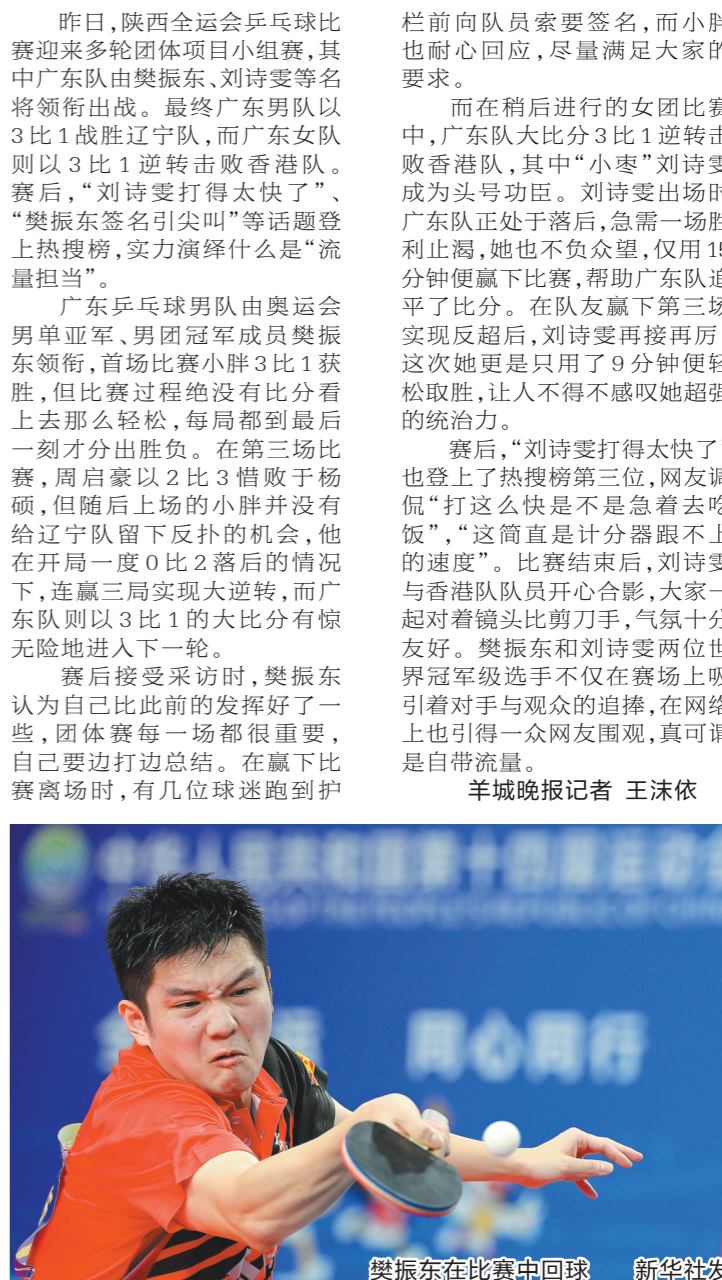 昨日，陕西全运会乒乓球比
赛迎来多轮团体项目小组赛，其
中广东队由樊振东、刘诗雯等名
将领衔出战。最终广东男队以
3比1战胜辽宁队，而广东女队
则以3比1逆转击败香港队。
赛后，“刘诗雯打得太快了”、
“樊振东签名引尖叫”等话题登
上热搜榜，实力演绎什么是“流
量担当”。
广东乒乓球男队由奥运会
男单亚军、男团冠军成员樊振
东领衔，首场比赛小胖3比1获
胜，但比赛过程绝没有比分看
上去那么轻松，每局都到最后
一刻才分出胜负。在第三场比
赛，周启豪以2比3惜败于杨
硕，但随后上场的小胖并没有
给辽宁队留下反扑的机会，他
在开局一度0比2落后的情况
下，连赢三局实现大逆转，而广
东队则以3比1的大比分有惊
无险地进入下一轮。
赛后接受采访时，樊振东
认为自己比此前的发挥好了一
些，团体赛每一场都很重要，
自己要边打边总结。在赢下比
赛离场时，有几位球迷跑到护
栏前向队员索要签名，而小胖
也耐心回应，尽量满足大家的
要求。
而在稍后进行的女团比赛
中，广东队大比分3比1逆转击
败香港队，其中“小枣”刘诗雯
成为头号功臣。刘诗雯出场时
广东队正处于落后，急需一场胜
利止渴，她也不负众望，仅用15
分钟便赢下比赛，帮助广东队追
平了比分。在队友赢下第三场
实现反超后，刘诗雯再接再厉
这次她更是只用了9分钟便轻
松取胜，让人不得不感叹她超强
的统治力。
赛后，“刘诗雯打得太快了”
也登上了热搜榜第三位，网友调
侃“打这么快是不是急着去吃
饭”，“这简直是计分器跟不上
的速度”。比赛结束后，刘诗雯
与香港队队员开心合影，大家一
起对着镜头比剪刀手，气氛十分
友好。樊振东和刘诗雯两位世
界冠军级选手不仅在赛场上吸
引着对手与观众的追捧，在网络
上也引得一众网友围观，真可谓
是自带流量。
羊城晚报记者 王沫依
中华人民共和国第十四届运动会
同心同行
樊振东在比赛中回球 新华社发